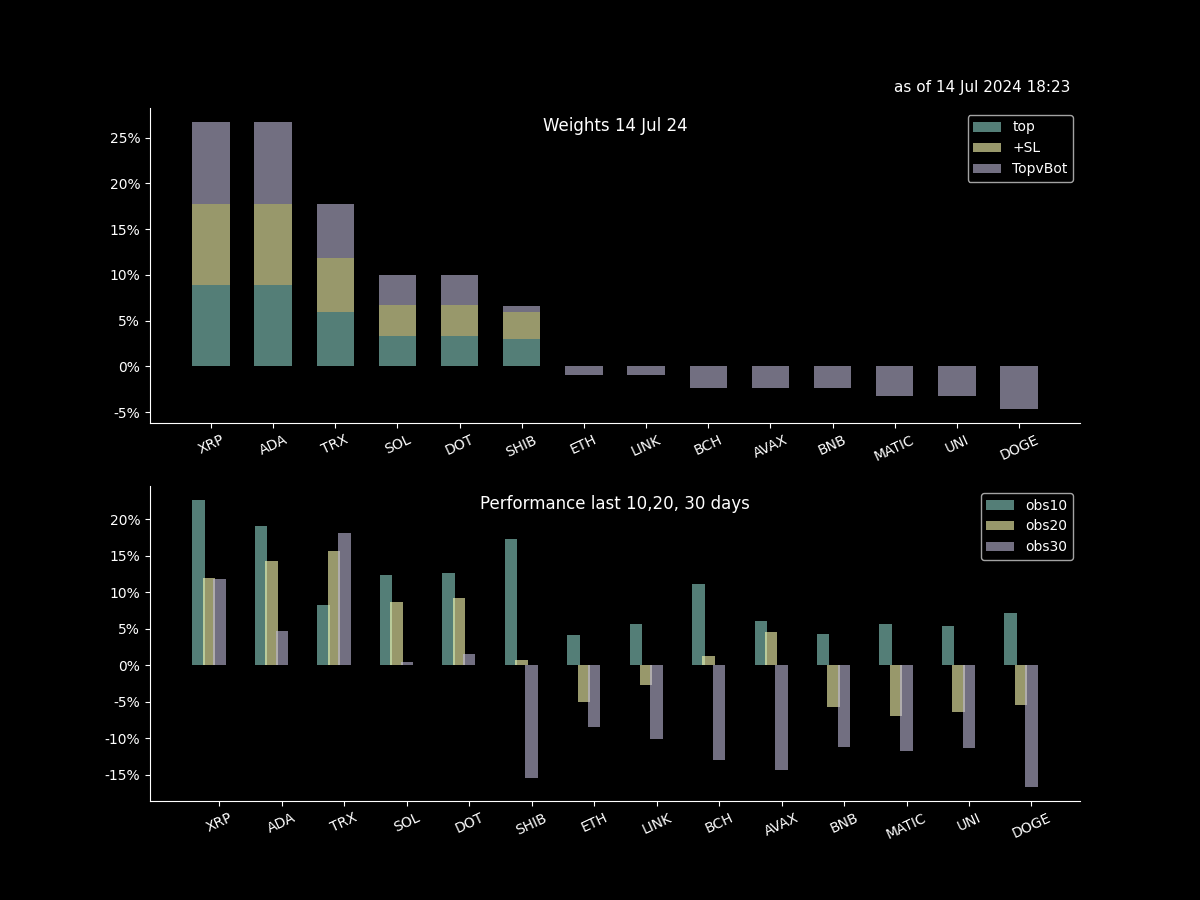 as of 14 Jul 2024 18:23
Weights 14 Jul 24
top
+SL
TopvBot
25%
20%
15%
10%
5%
0%
-5%
XRP ADA TRX SOL DOT SHIB ETH LINK BCH AVAX BNB MATIC UNI DOGE
Performance last 10,20, 30 days
obs10
obs20
obs30
20%
15%
10%
5%
0%
-5%
-10%
-15%
XRP ADA TRX SOL DOT SHIB ETH LINK BCH AVAX BNB MATIC UNI DOGE